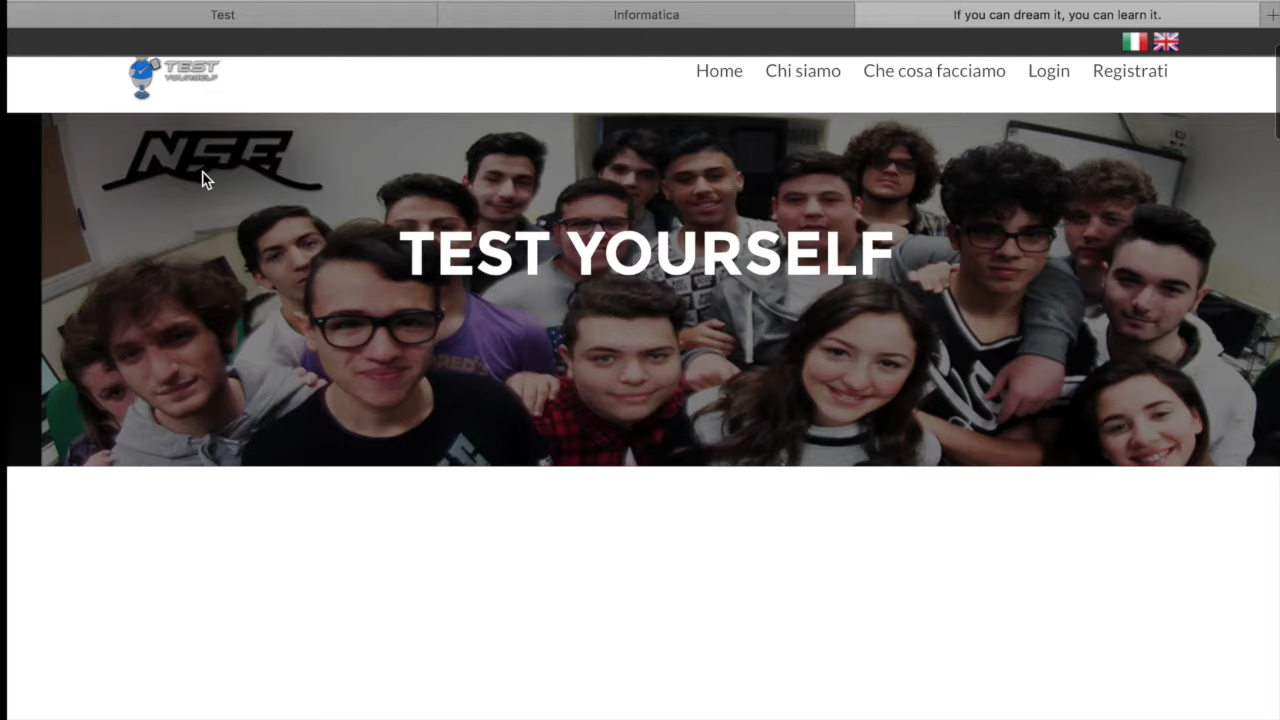 Test
Informatica
If you can dream it, you can learn it.
TEST
YOURSELF
Home
Chi siamo
Che cosa facciamo
Login
Registrati
NSE
TEST YOURSELF